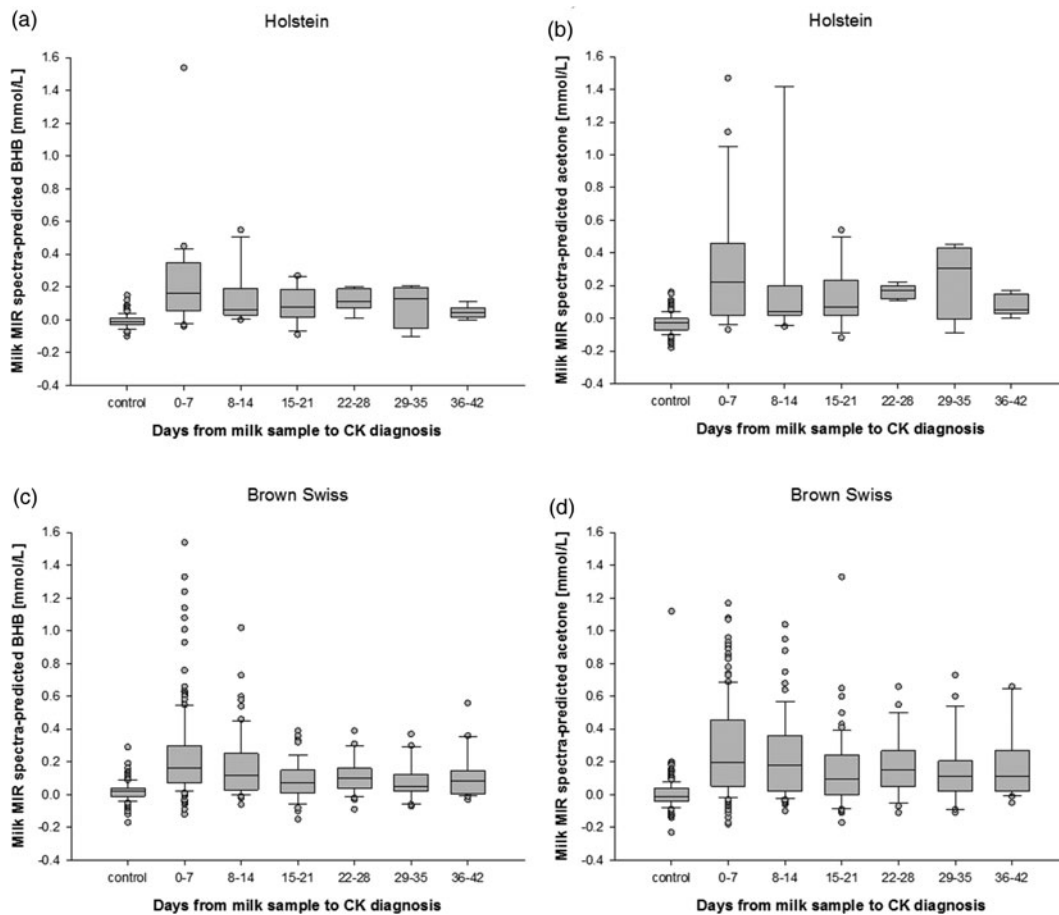 (a)
Holstein
Milk MIR spectra-predicted BHB [mmol/L]
1.6
1.4
1.2
1.0
0.8
0.6
0.4
0.2
0.0
-0.2
-0.4
control 0-7 8-14 15-21 22-28 29-35 36-42
Days from milk sample to CK diagnosis
(b)
Holstein
Milk MIR spectra-predicted acetone [mmol/L]
1.6
1.4
1.2
1.0
0.8
0.6
0.4
0.2
0.0
-0.2
-0.4
control 0-7 8-14 15-21 22-28 29-35 36-42
Days from milk sample to CK diagnosis
(c)
Brown Swiss
Milk MIR spectra-predicted BHB [mmol/L]
1.6
1.4
1.2
1.0
0.8
0.6
0.4
0.2
0.0
-0.2
-0.4
control 0-7 8-14 15-21 22-28 29-35 36-42
Days from milk sample to CK diagnosis
(d)
Brown Swiss
Milk MIR spectra-predicted acetone [mmol/L]
1.6
1.4
1.2
1.0
0.8
0.6
0.4
0.2
0.0
-0.2
-0.4
control 0-7 8-14 15-21 22-28 29-35 36-42
Days from milk sample to CK diagnosis